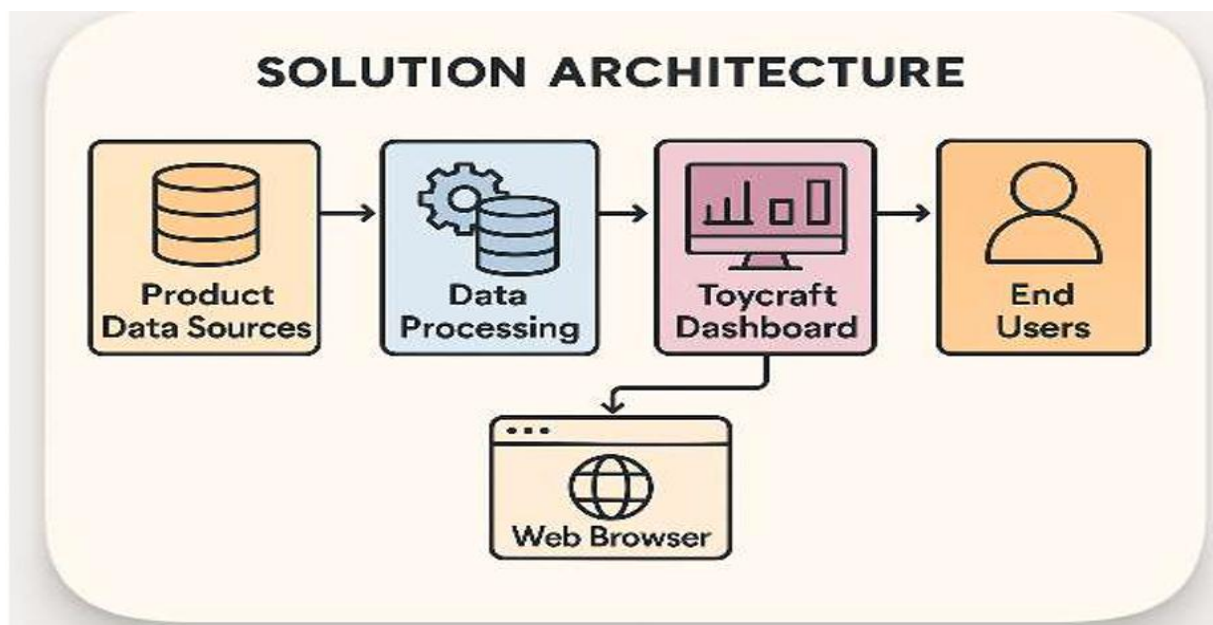 SOLUTION ARCHITECTURE
Product
Data Sources
Data
Processing
Toycraft
Dashboard
End
Users
Web Browser